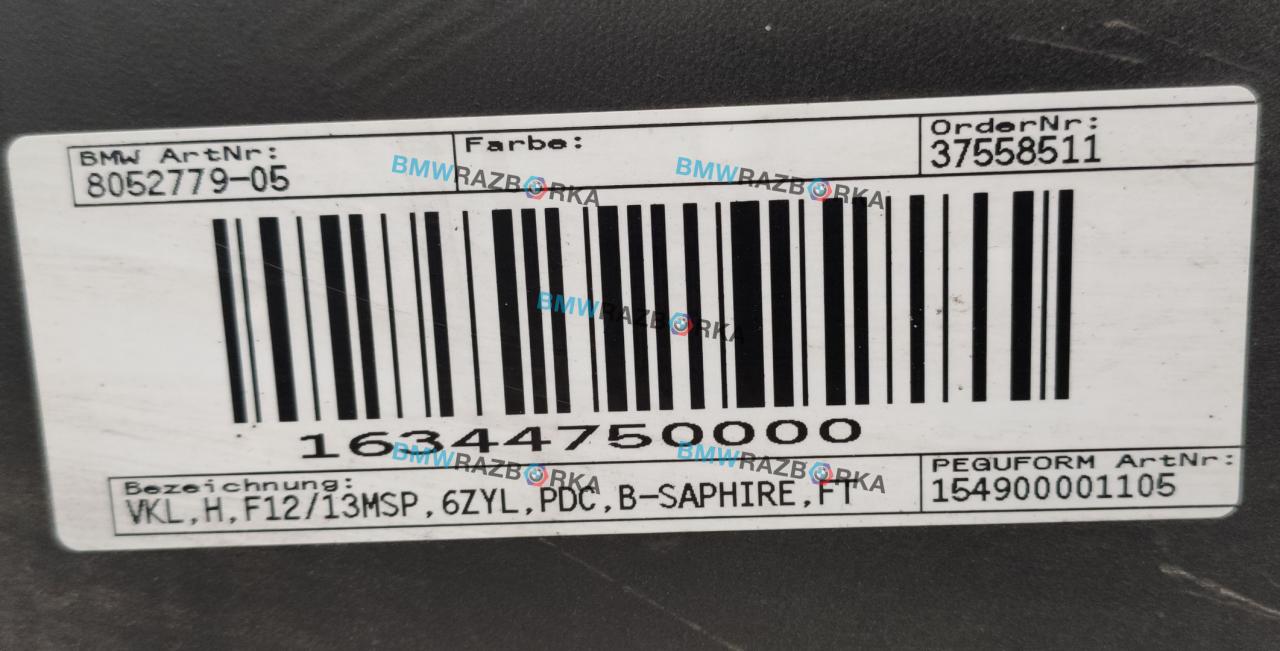 BMW ArtNr:
8052779-05
Farbe:
OrderNr:
37558511
BMWRAZBORKA
BMWRAZBORKA
BMWRAZBORKA
16344750000
BMWRAZBORKA
BMWRAZBORKA
Bezeichnung:
VKL,H,F12/13MSP,6ZYL,PDC,B-SAPHIRE,FT
PEGUFORM ArtNr:
154900001105